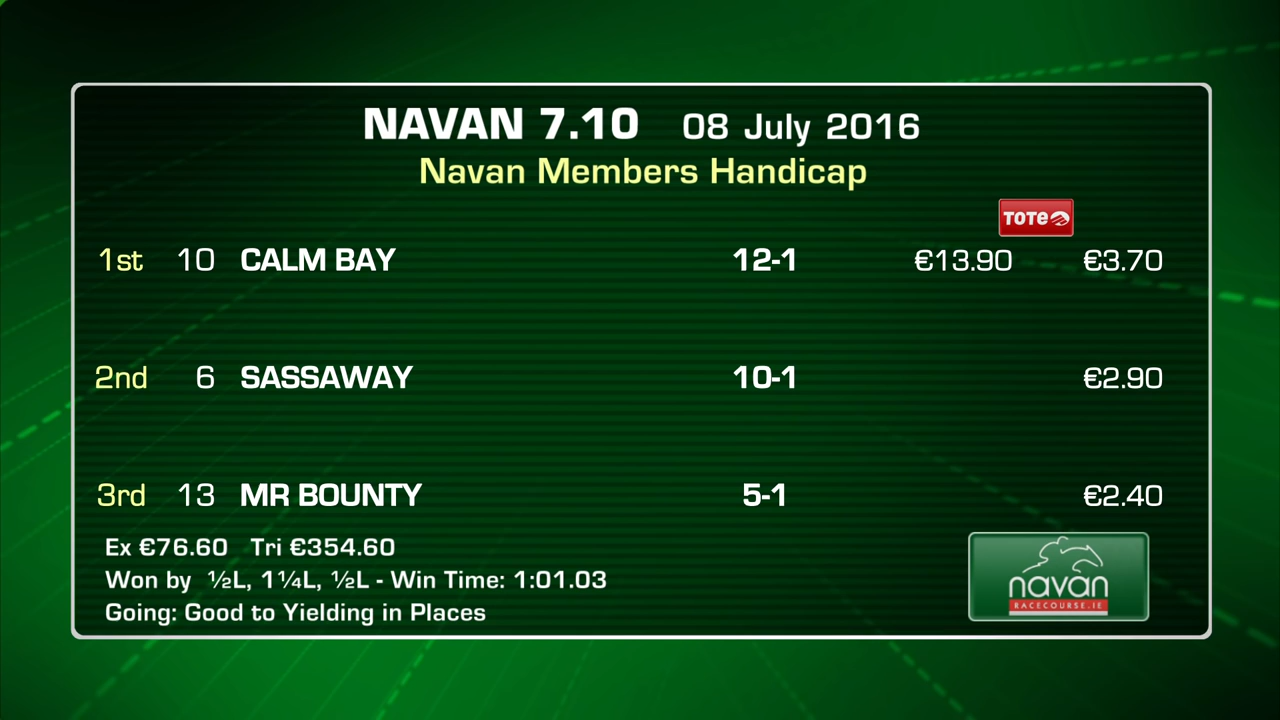 NAVAN 7.10 08 July 2016
Navan Members Handicap
TOTE
1st 10 CALM BAY 12-1 €13.90 €3.70
2nd 6 SASSAWAY 10-1 €2.90
3rd 13 MR BOUNTY 5-1 €2.40
Ex €76.60 Tri €354.60
Won by ½L, 1¼L, ½L - Win Time: 1:01.03
Going: Good to Yielding in Places
navan
RACECOURSE.IE